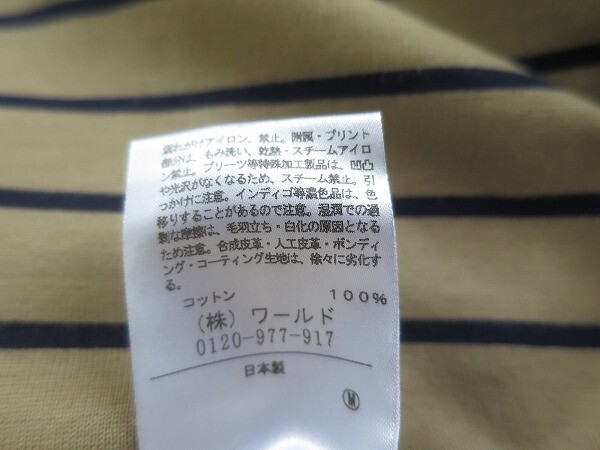 濡れがけアイロン、禁止。附属・プリント
部分は、もみ洗い、乾熱・スチームアイロ
ン禁止。プリーツ等特殊加工製品は、凹凸
や光沢がなくなるため、スチーム禁止。引
っかけに注意。インディゴ等濃色品は、色
移りすることがあるので注意。湿潤での過
剰な摩擦は、毛羽立ち・白化の原因となる
ため注意。合成皮革・人工皮革・ボンディ
ング・コーティング生地は、徐々に劣化す
る。
コットン 100%
(株) ワールド
0120-977-917
日本製
M